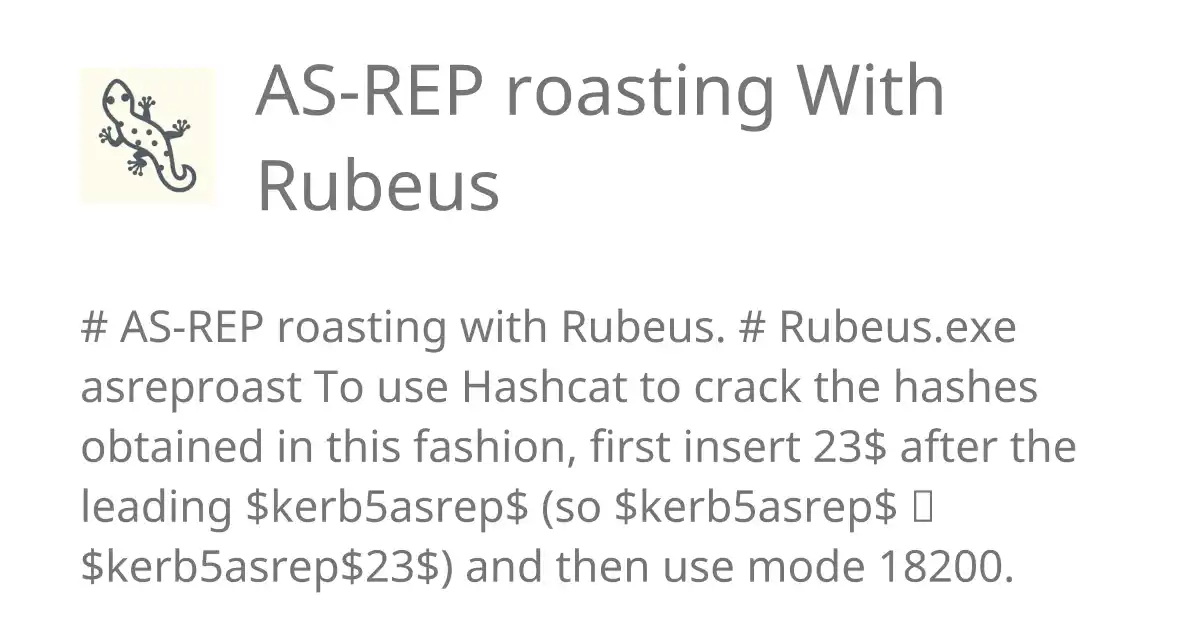 AS-REP roasting With
Rubeus
# AS-REP roasting with Rubeus. # Rubeus.exe
asreproast To use Hashcat to crack the hashes
obtained in this fashion, first insert 23$ after the
leading $kerb5asrep$ (so $kerb5asrep$ 
$kerb5asrep$23$) and then use mode 18200.